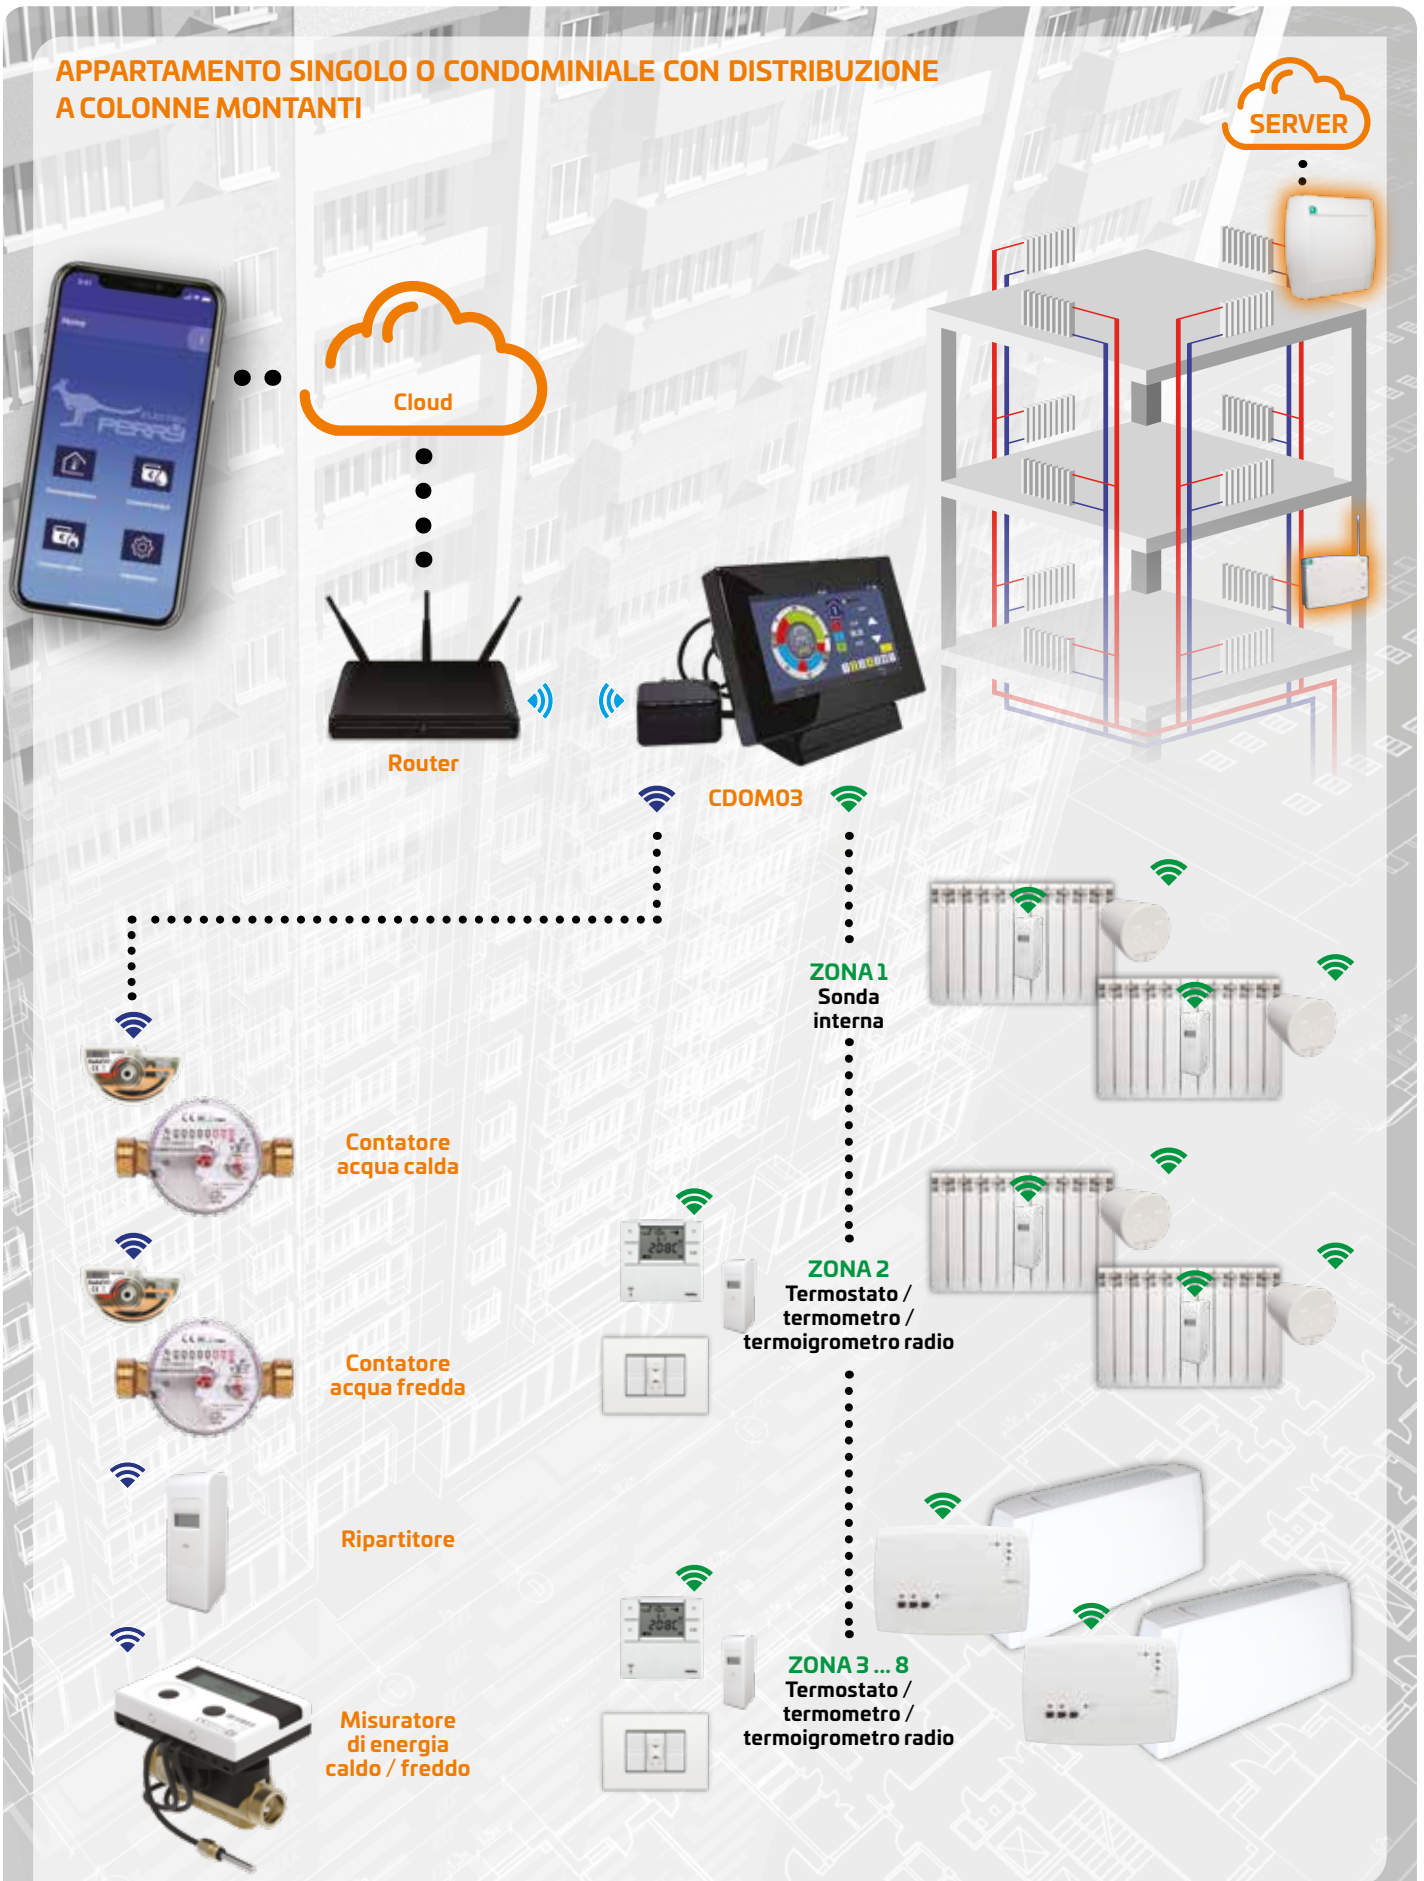 APPARTAMENTO SINGOLO O CONDOMINIALE CON DISTRIBUZIONE
A COLONNE MONTANTI
SERVER
Home
PERRY
Cloud
Router
CDOM03
ZONA 1
Sonda
interna
Contatore
acqua calda
ZONA 2
Termostato /
termometro /
termoigrometro radio
Contatore
acqua fredda
Ripartitore
ZONA 3 ... 8
Termostato /
termometro /
termoigrometro radio
Misuratore
di energia
caldo / freddo